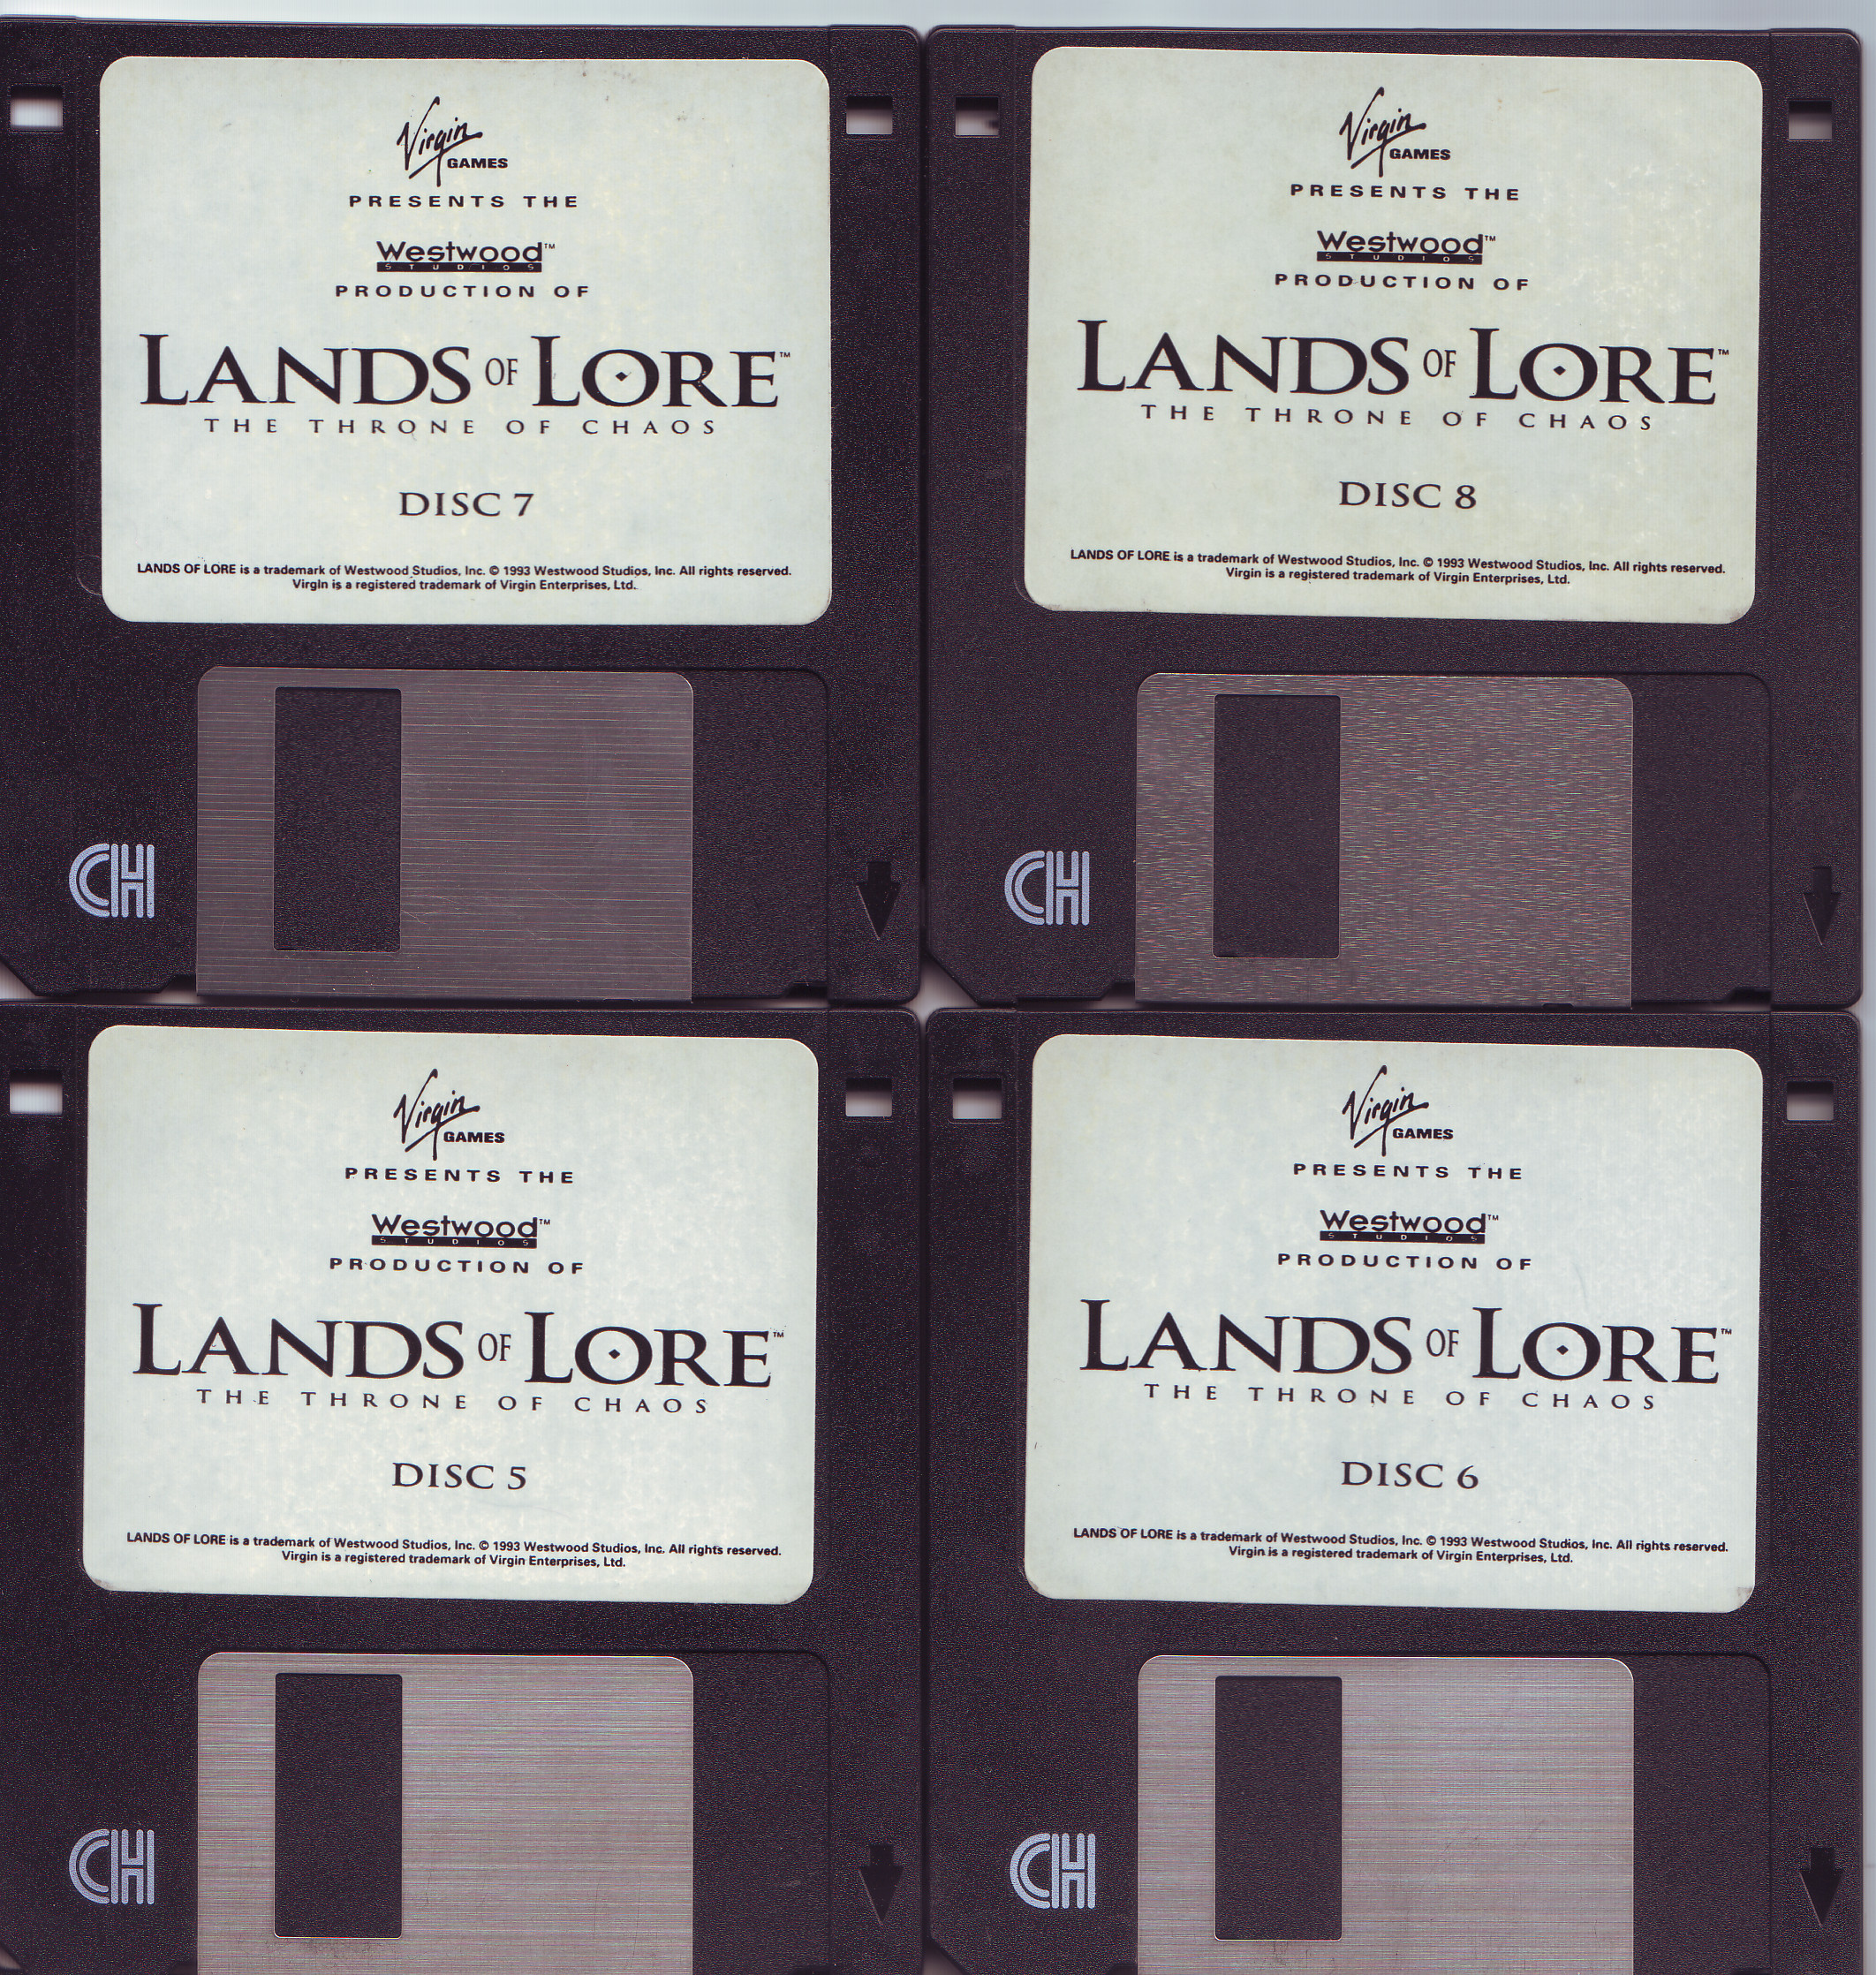 Virgin
GAMES
PRESENTS THE
Westwood™
STUDIOS
PRODUCTION OF
LANDS OF LORE™
THE THRONE OF CHAOS
DISC 7
LANDS OF LORE is a trademark of Westwood Studios, Inc. © 1993 Westwood Studios, Inc. All rights reserved.
Virgin is a registered trademark of Virgin Enterprises, Ltd.
CH
Virgin
GAMES
PRESENTS THE
Westwood™
STUDIOS
PRODUCTION OF
LANDS OF LORE™
THE THRONE OF CHAOS
DISC 8
LANDS OF LORE is a trademark of Westwood Studios, Inc. © 1993 Westwood Studios, Inc. All rights reserved.
Virgin is a registered trademark of Virgin Enterprises, Ltd.
CH
Virgin
GAMES
PRESENTS THE
Westwood™
STUDIOS
PRODUCTION OF
LANDS OF LORE™
THE THRONE OF CHAOS
DISC 5
LANDS OF LORE is a trademark of Westwood Studios, Inc. © 1993 Westwood Studios, Inc. All rights reserved.
Virgin is a registered trademark of Virgin Enterprises, Ltd.
CH
Virgin
GAMES
PRESENTS THE
Westwood™
STUDIOS
PRODUCTION OF
LANDS OF LORE™
THE THRONE OF CHAOS
DISC 6
LANDS OF LORE is a trademark of Westwood Studios, Inc. © 1993 Westwood Studios, Inc. All rights reserved.
Virgin is a registered trademark of Virgin Enterprises, Ltd.
CH